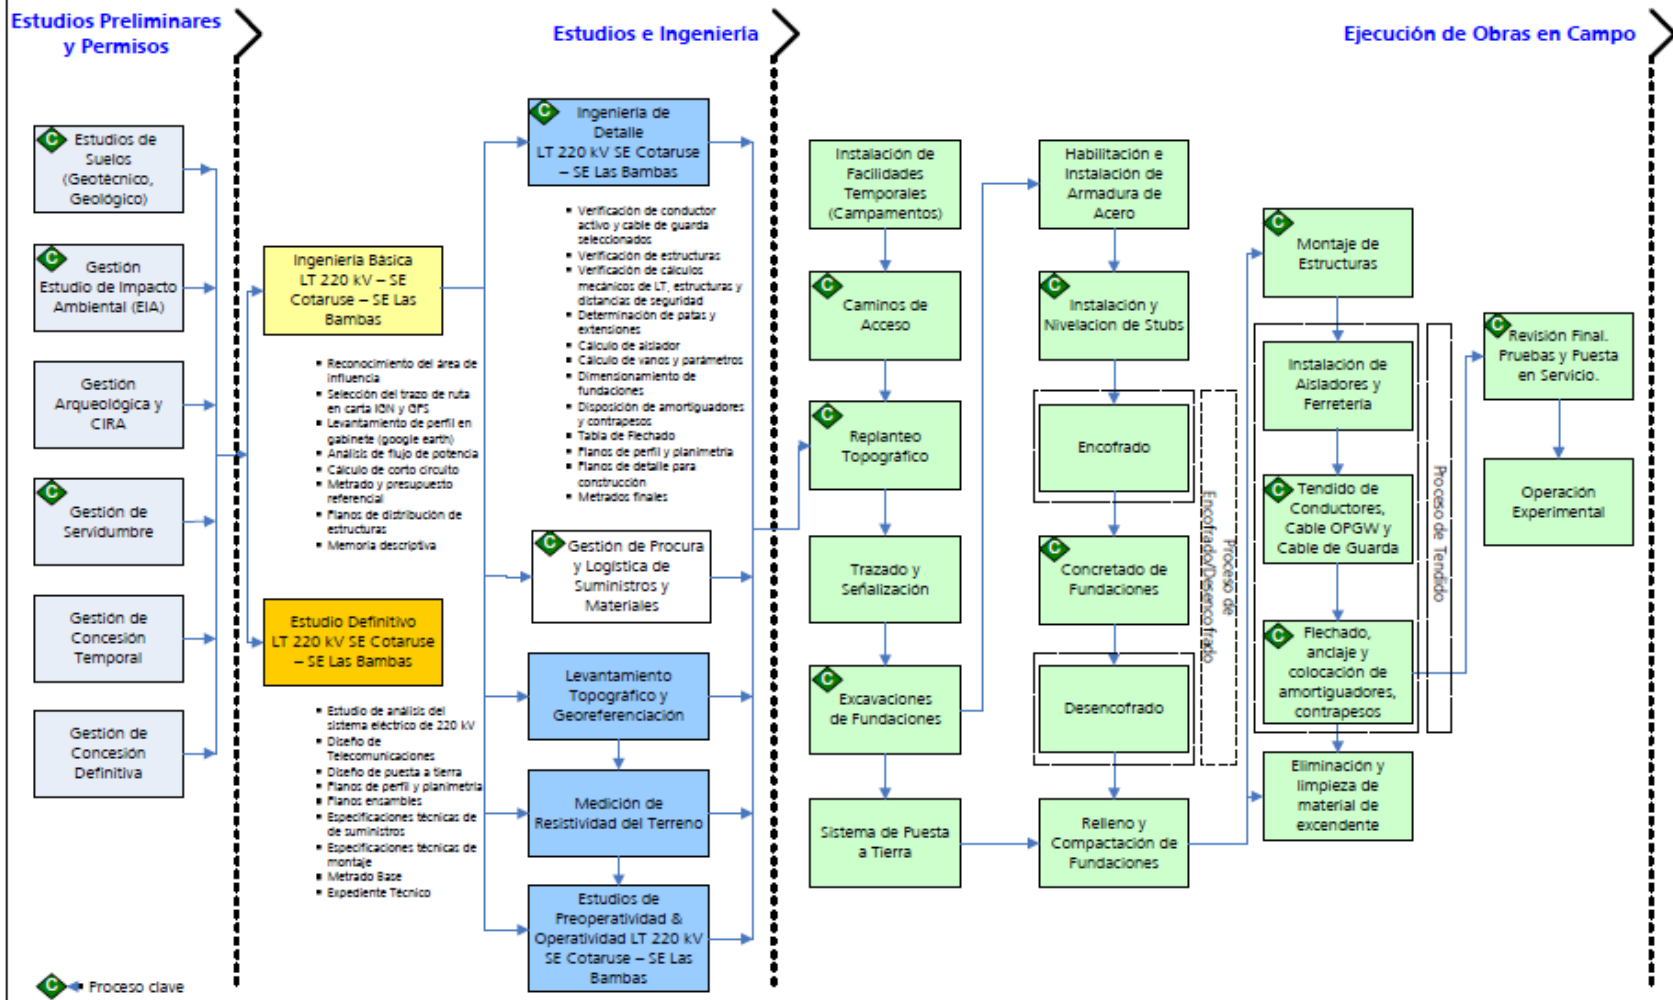 Estudios Preliminares
y Permisos
Estudios e Ingeniería
Ejecución de Obras en Campo
C
Estudios de
Suelos
(Geotécnico,
Geológico)
C
Gestión
Estudio de Impacto
Ambiental (EIA)
Gestión
Arqueológica y
CIRA
C
Gestión de
Servidumbre
Gestión de
Concesión
Temporal
Gestión de
Concesión
Definitiva
C
Proceso clave
Ingeniería Básica
LT 220 kV – SE
Cotaruse – SE Las
Bambas
▪ Reconocimiento del área de
influencia
▪ Selección del trazo de ruta
en carta IGN y GPS
▪ Levantamiento de perfil en
gabinete (google earth)
▪ Análisis de flujo de potencia
▪ Cálculo de corto circuito
▪ Metrado y presupuesto
referencial
▪ Planos de distribución de
estructuras
▪ Memoria descriptiva
Estudio Definitivo
LT 220 kV SE Cotaruse
– SE Las Bambas
▪ Estudio de análisis del
sistema eléctrico de 220 kV
▪ Diseño de
Telecomunicaciones
▪ Diseño de puesta a tierra
▪ Planos de perfil y planimetría
▪ Planos ensambles
▪ Especificaciones técnicas de
de suministros
▪ Especificaciones técnicas de
montaje
▪ Metrado Base
▪ Expediente Técnico
C
Ingeniería de
Detalle
LT 220 kV SE Cotaruse
– SE Las Bambas
▪ Verificación de conductor
activo y cable de guarda
seleccionados
▪ Verificación de estructuras
▪ Verificación de cálculos
mecánicos de LT, estructuras y
distancias de seguridad
▪ Determinación de patas y
extensiones
▪ Cálculo de aislador
▪ Cálculo de vanos y parámetros
▪ Dimensionamiento de
fundaciones
▪ Disposición de amortiguadores
y contrapesos
▪ Tabla de Flechado
▪ Planos de perfil y planimetría
▪ Planos de detalle para
construcción
▪ Metrados finales
C
Gestión de Procura
y Logística de
Suministros y
Materiales
Levantamiento
Topográfico y
Georeferenciación
Medición de
Resistividad del Terreno
Estudios de
Preoperatividad &
Operatividad LT 220 kV
SE Cotaruse – SE Las
Bambas
Instalación de
Facilidades
Temporales
(Campamentos)
C
Caminos de
Acceso
C
Replanteo
Topográfico
Trazado y
Señalización
C
Excavaciones
de Fundaciones
Sistema de Puesta
a Tierra
Habilitación e
Instalación de
Armadura de
Acero
C
Instalación y
Nivelacion de Stubs
Encofrado
C
Concretado de
Fundaciones
Desencofrado
Relleno y
Compactación de
Fundaciones
Proceso de
Encofrado/Desencofrado
C
Montaje de
Estructuras
Instalación de
Aisladores y
Ferretería
C
Tendido de
Conductores,
Cable OPGW y
Cable de Guarda
C
Flechado,
anclaje y
colocación de
amortiguadores,
contrapesos
Eliminación y
limpieza de
material de
excendente
Proceso de Tendido
C
Revisión Final.
Pruebas y Puesta
en Servicio.
Operación
Experimental